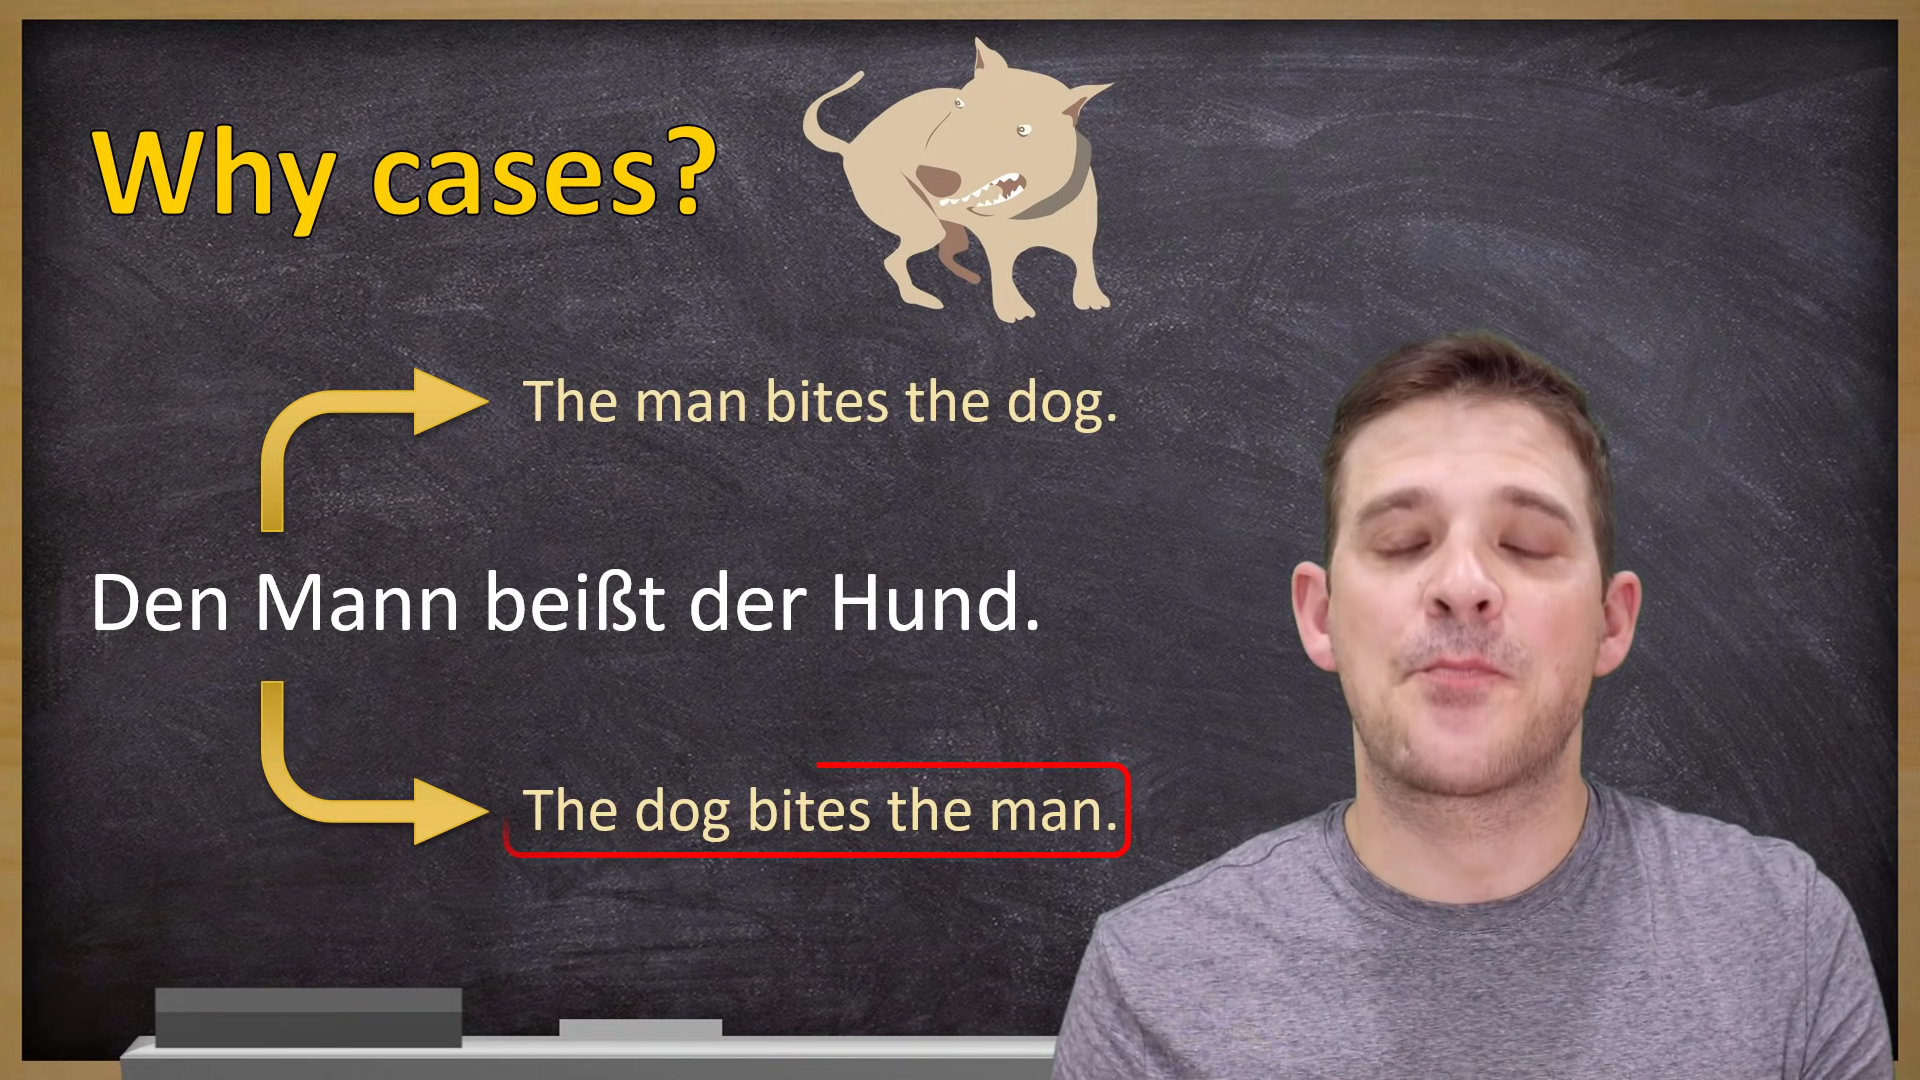 Why cases?
The man bites the dog.
Den Mann beißt der Hund.
The dog bites the man.